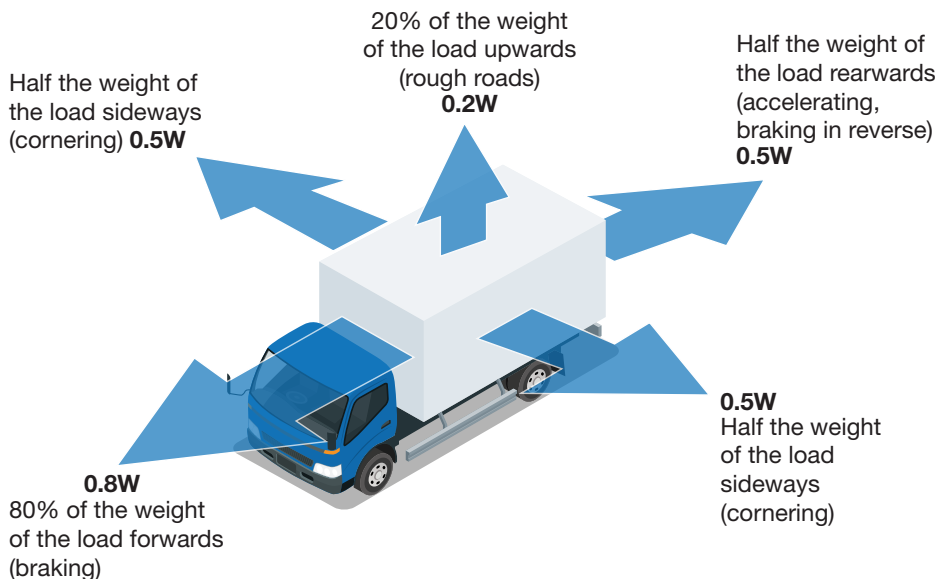 20% of the weight
of the load upwards
(rough roads)
0.2W
Half the weight of
the load sideways
(cornering) 0.5W
Half the weight of
the load rearwards
(accelerating,
braking in reverse)
0.5W
0.5W
Half the weight
of the load
sideways
(cornering)
0.8W
80% of the weight
of the load forwards
(braking)